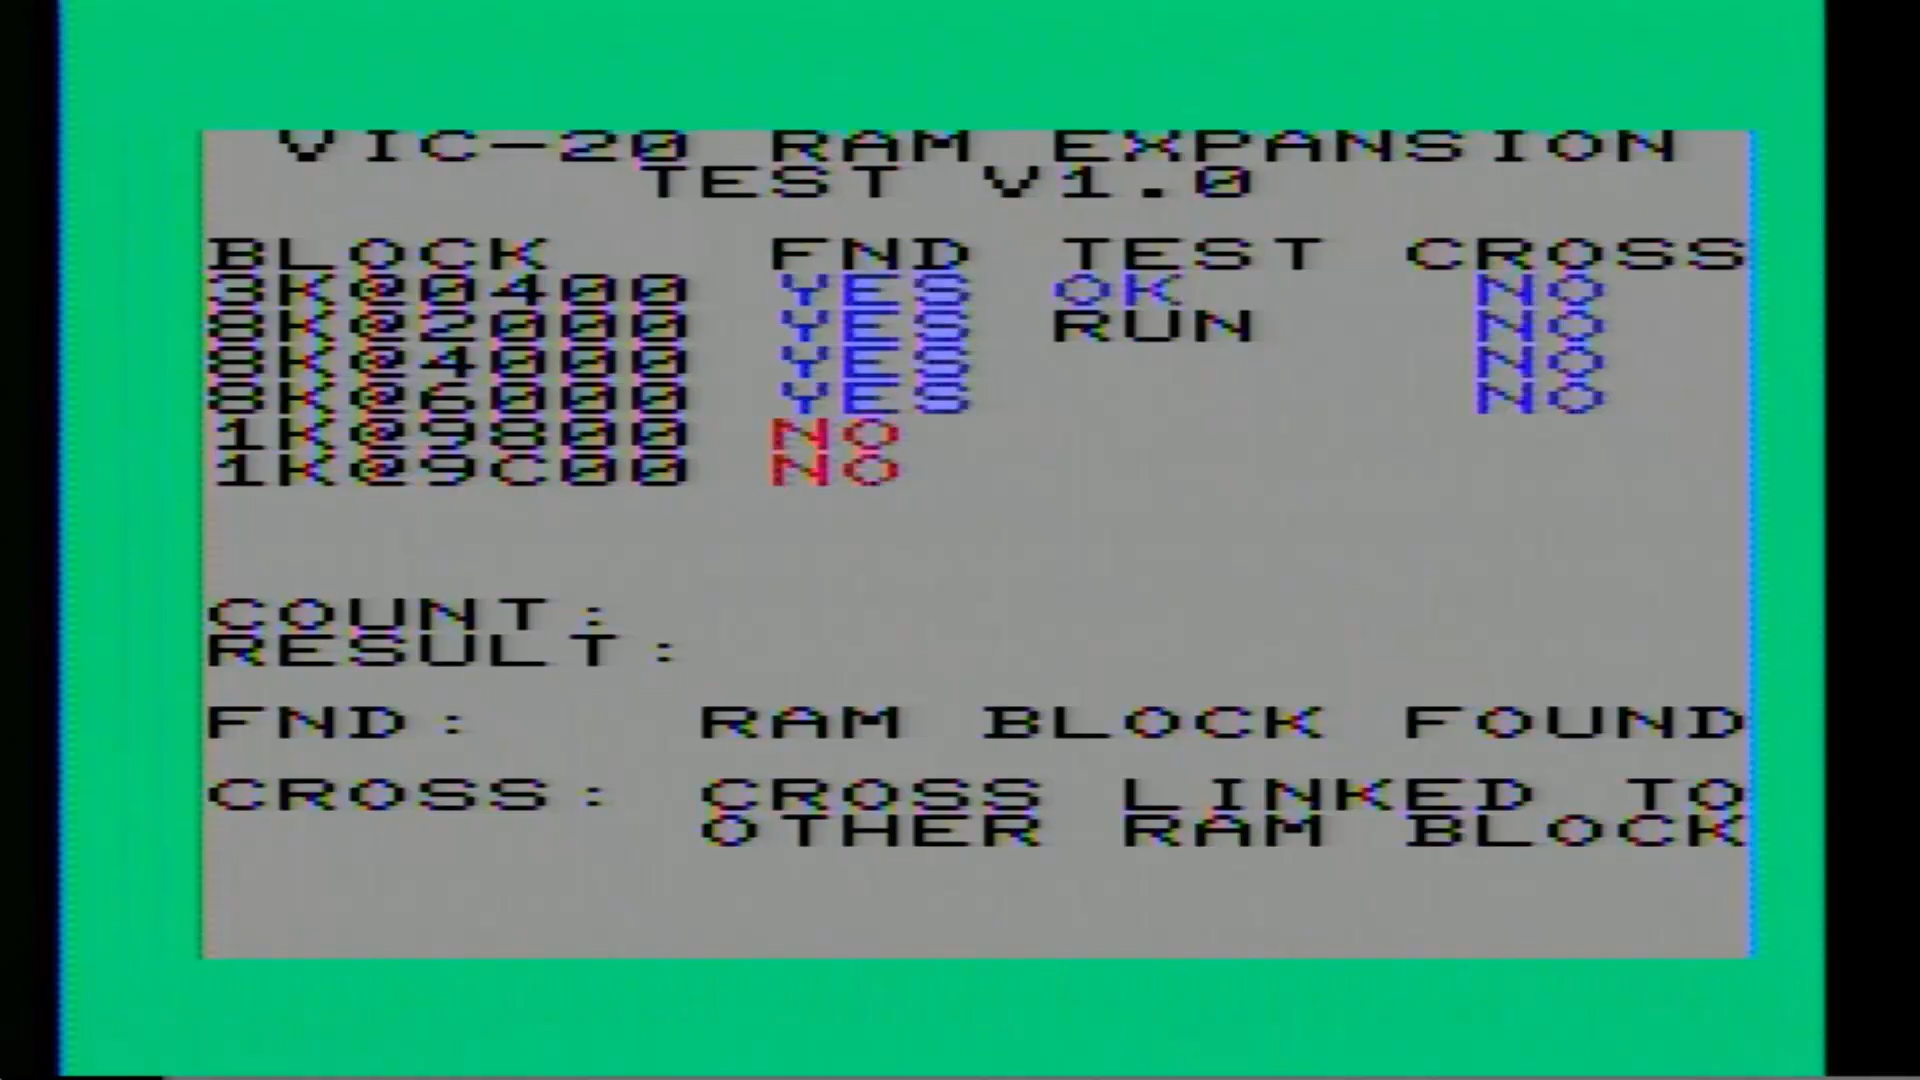 VIC-20 RAM EXPANSION
TEST V1.0
BLOCK FND TEST CROSS
3K@0400 YES OK NO
8K@2000 YES RUN NO
8K@4000 YES NO
8K@6000 YES NO
1K@9800 NO
1K@9C00 NO
COUNT:
RESULT:
FND: RAM BLOCK FOUND
CROSS: CROSS LINKED TO
OTHER RAM BLOCK